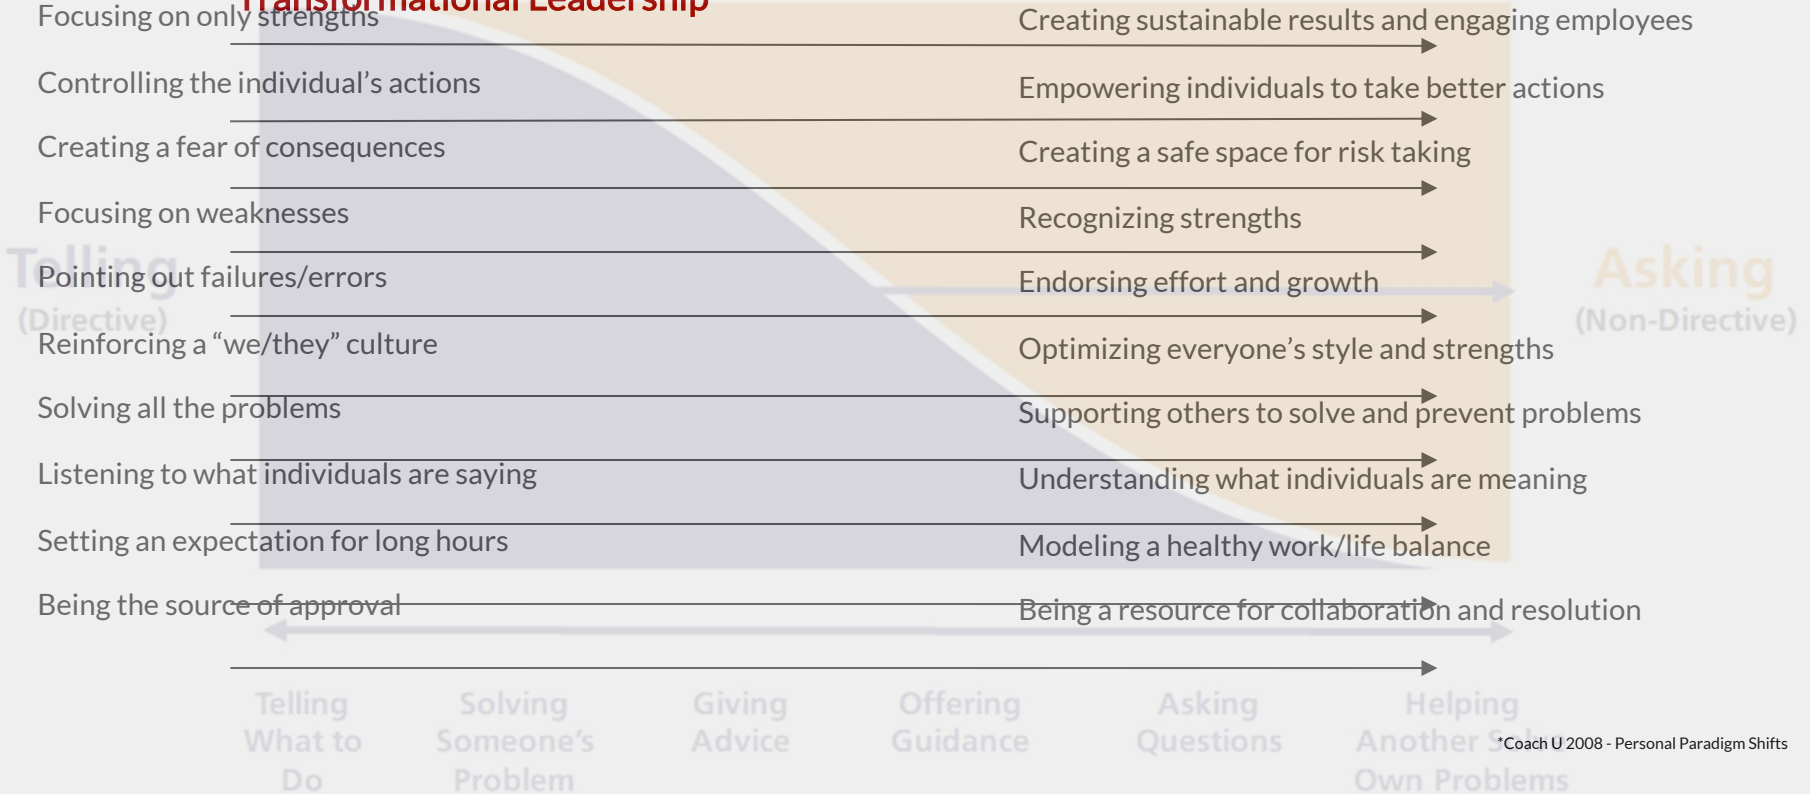 Transformational Leadership
Focusing on only strengths
Creating sustainable results and engaging employees
Controlling the individual’s actions
Empowering individuals to take better actions
Creating a fear of consequences
Creating a safe space for risk taking
Focusing on weaknesses
Recognizing strengths
Telling
(Directive)
Asking
(Non-Directive)
Pointing out failures/errors
Endorsing effort and growth
Reinforcing a “we/they” culture
Optimizing everyone’s style and strengths
Solving all the problems
Supporting others to solve and prevent problems
Listening to what individuals are saying
Understanding what individuals are meaning
Setting an expectation for long hours
Modeling a healthy work/life balance
Being the source of approval
Being a resource for collaboration and resolution
Telling
What to
Do
Solving
Someone’s
Problem
Giving
Advice
Offering
Guidance
Asking
Questions
Helping
Another Solve
Own Problems
*Coach U 2008 - Personal Paradigm Shifts